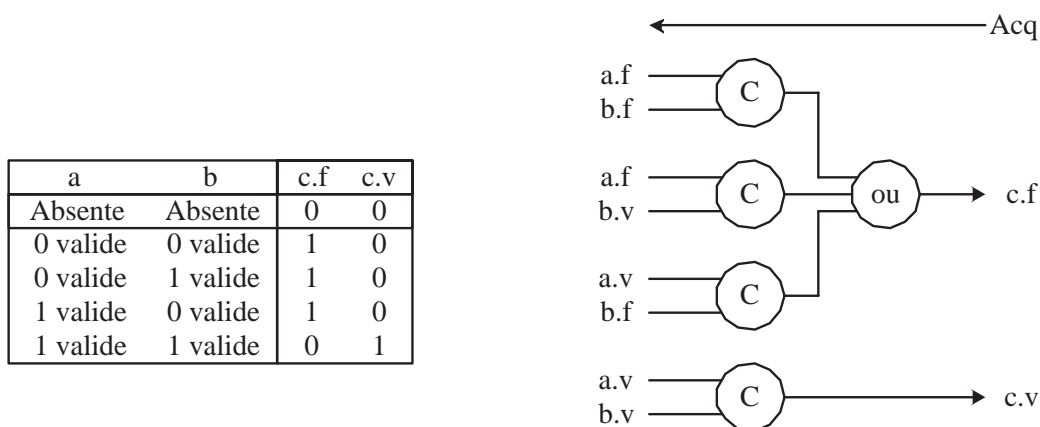 a b c.f c.v
Absente Absente 0 0
0 valide 0 valide 1 0
0 valide 1 valide 1 0
1 valide 0 valide 1 0
1 valide 1 valide 0 1
Acq
a.f
b.f
C
a.f
b.v
C
ou
c.f
a.v
b.f
C
a.v
b.v
C
c.v